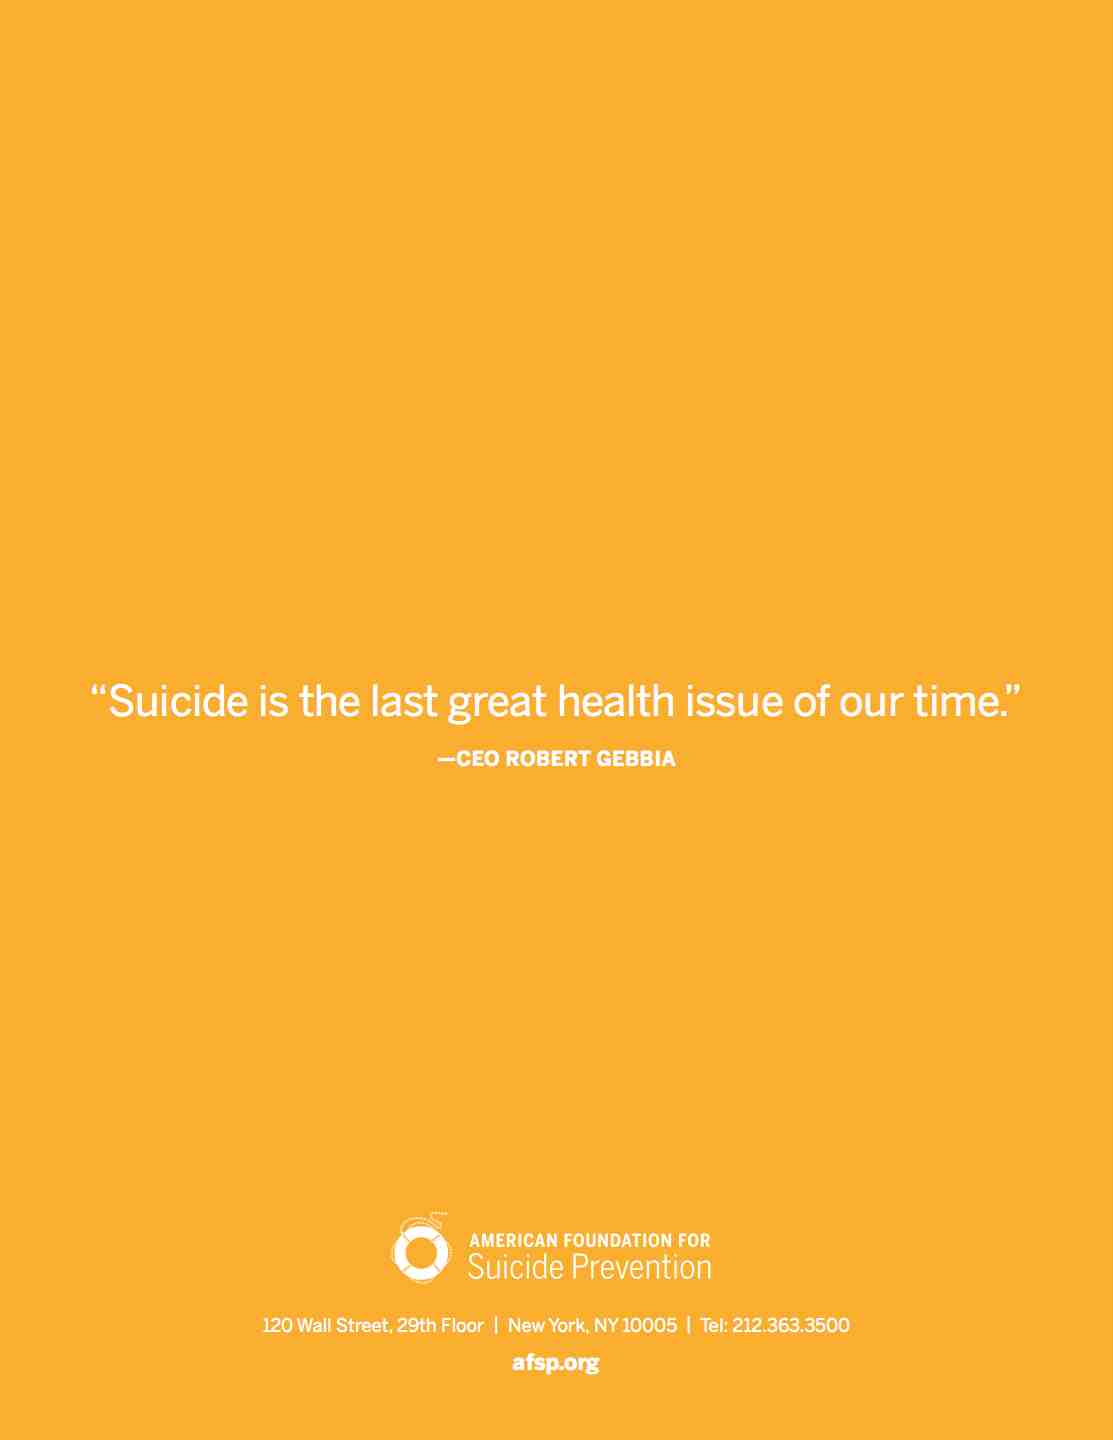 “Suicide is the last great health issue of our time.”
—CEO ROBERT GEBBIA
AMERICAN FOUNDATION FOR
Suicide Prevention
120 Wall Street, 29th Floor | New York, NY 10005 | Tel: 212.363.3500
afsp.org